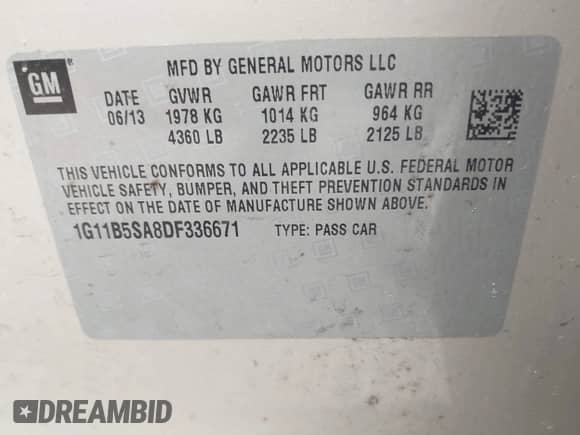 GM ®
MFD BY GENERAL MOTORS LLC
DATE GVWR GAWR FRT GAWR RR
06/13 1978 KG 1014 KG 964 KG
4360 LB 2235 LB 2125 LB
THIS VEHICLE CONFORMS TO ALL APPLICABLE U.S. FEDERAL MOTOR
VEHICLE SAFETY, BUMPER, AND THEFT PREVENTION STANDARDS IN
EFFECT ON THE DATE OF MANUFACTURE SHOWN ABOVE.
1G11B5SA8DF336671 TYPE: PASS CAR
DREAMBID